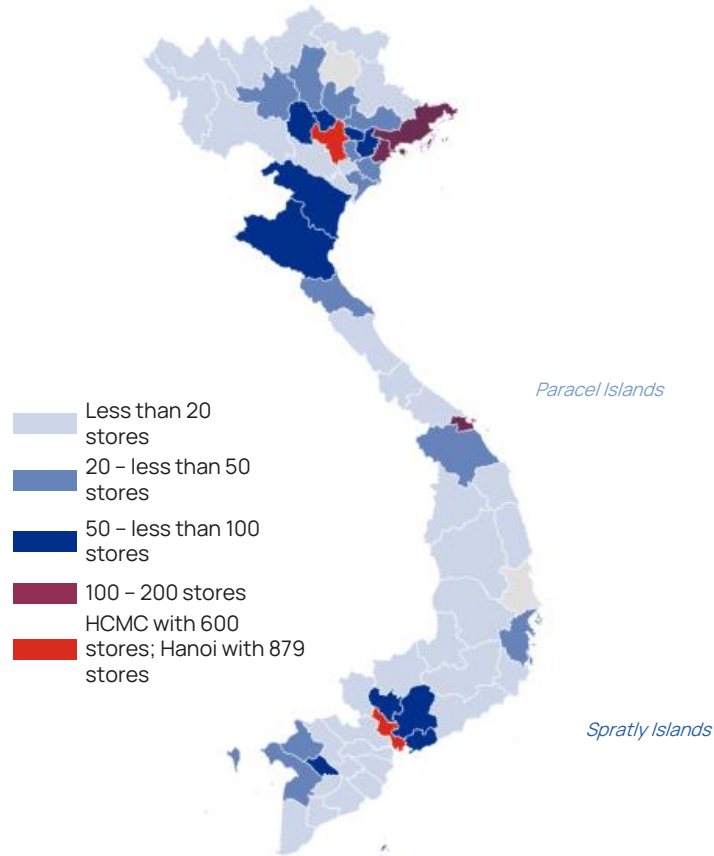 Paracel Islands
Less than 20
stores
20 – less than 50
stores
50 – less than 100
stores
100 – 200 stores
HCMC with 600
stores; Hanoi with 879
stores
Spratly Islands